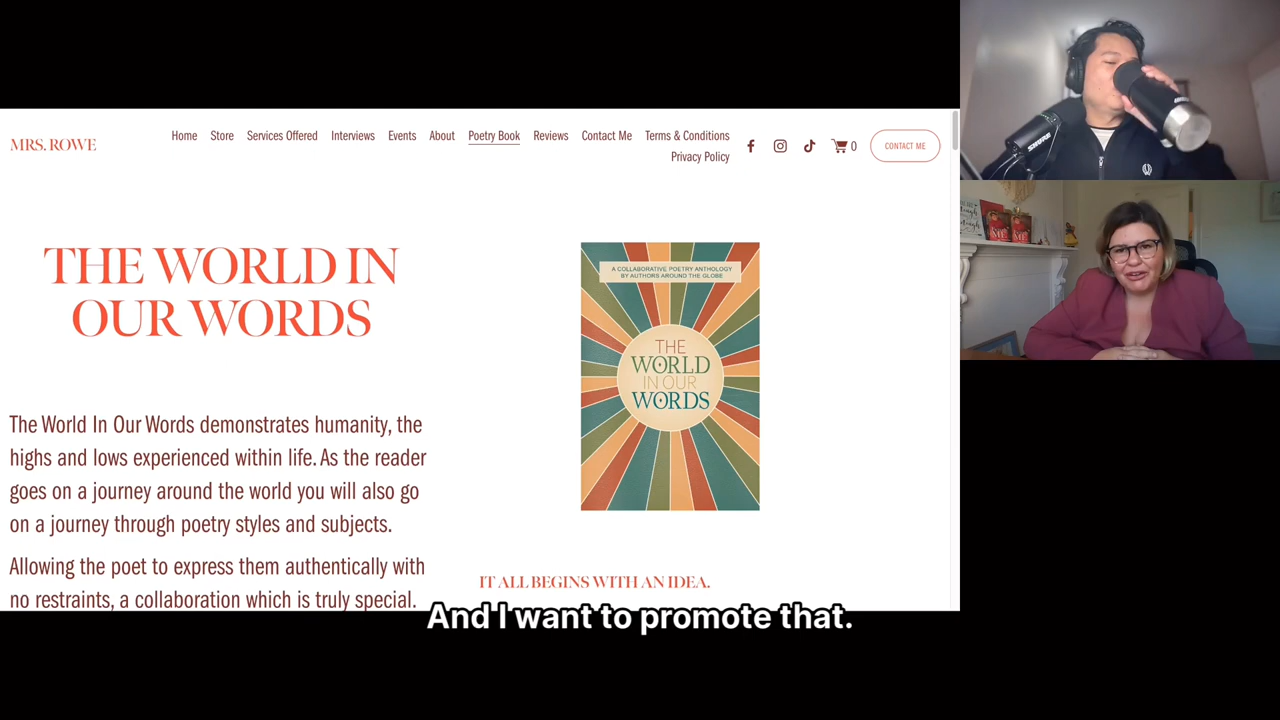 MRS. ROWE
Home Store Services Offered Interviews Events About Poetry Book Reviews Contact Me Terms & Conditions
Privacy Policy
0
CONTACT ME
THE WORLD IN
OUR WORDS
The World In Our Words demonstrates humanity, the
highs and lows experienced within life. As the reader
goes on a journey around the world you will also go
on a journey through poetry styles and subjects.
Allowing the poet to express them authentically with
no restraints, a collaboration which is truly special.
A COLLABORATIVE POETRY ANTHOLOGY
BY AUTHORS AROUND THE GLOBE
THE
WORLD
IN OUR
WORDS
IT ALL BEGINS WITH AN IDEA.
And I want to promote that.
SHURE